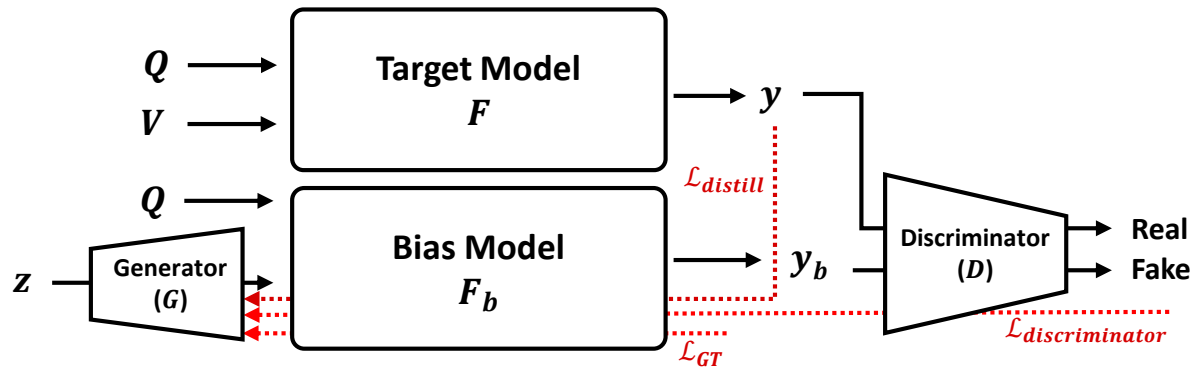 Q
V
Target Model
F
y
ℒ_distill
Q
z
Generator
(G)
Bias Model
F_b
y_b
Discriminator
(D)
Real
Fake
ℒ_GT
ℒ_discriminator